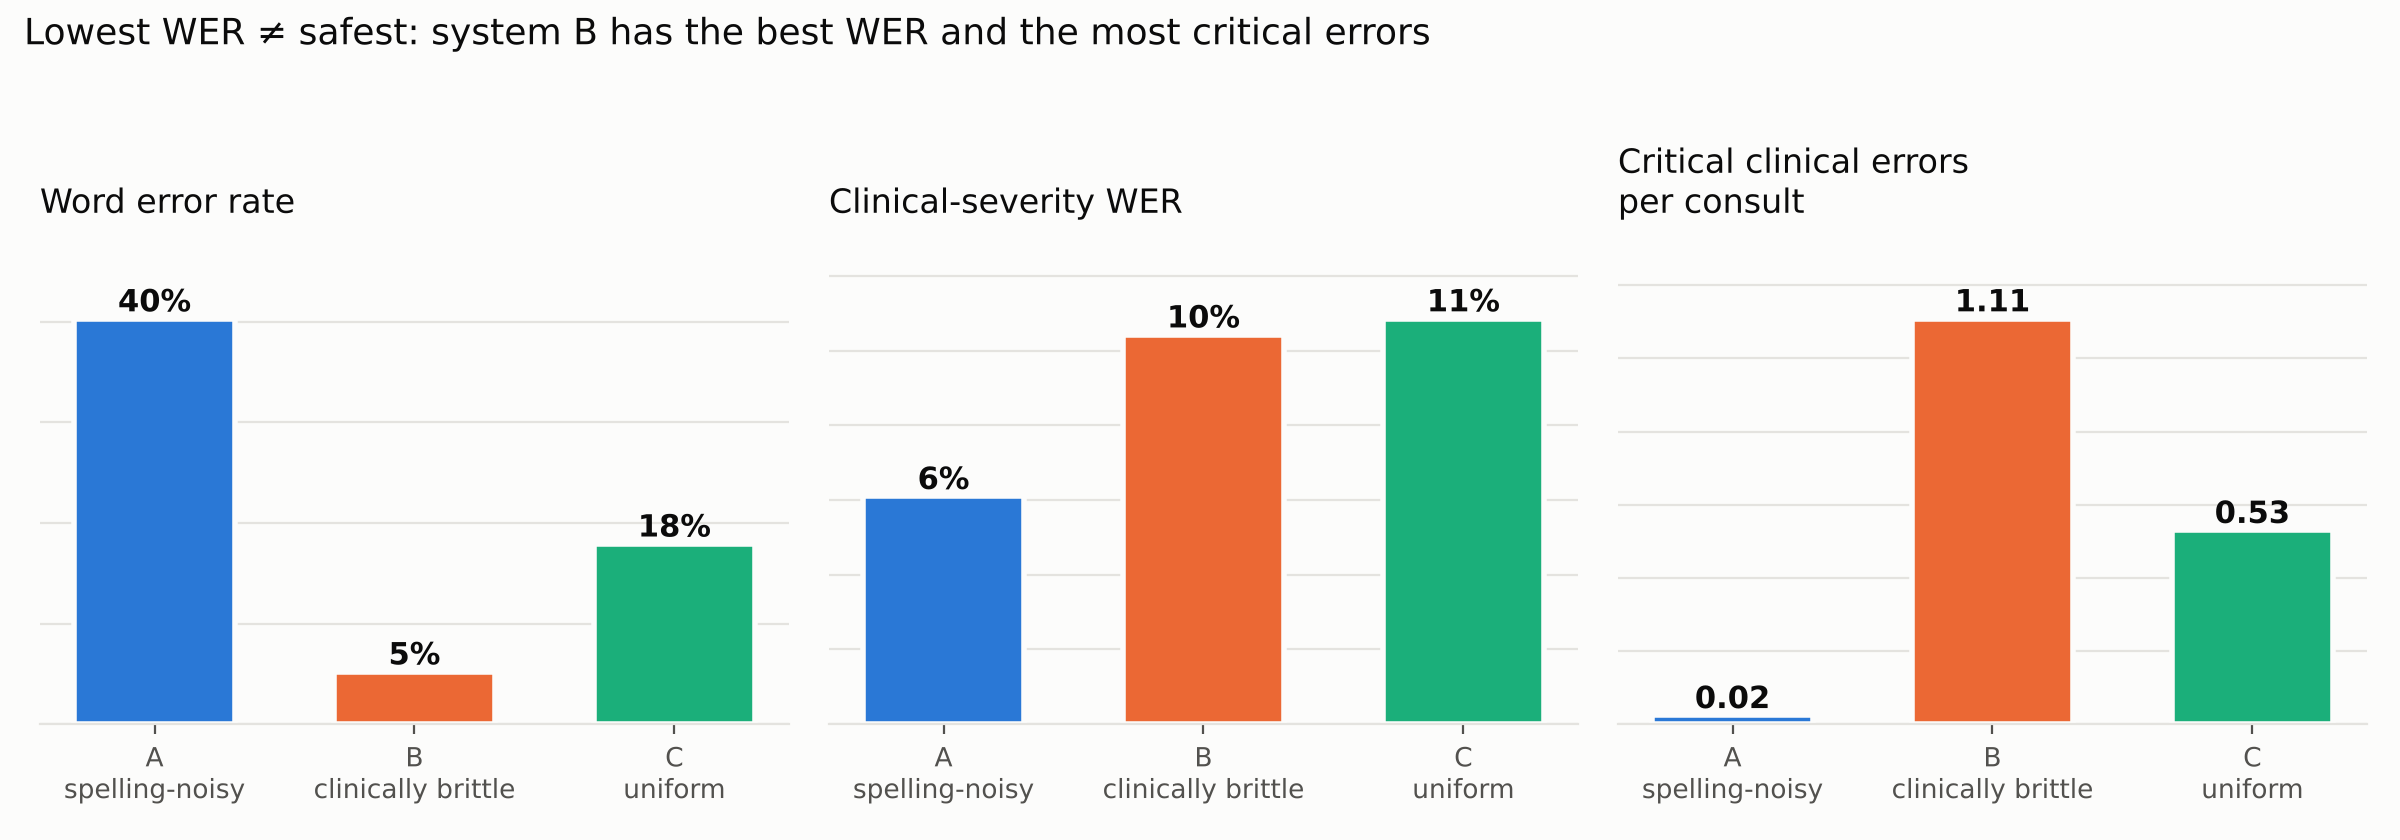 Lowest WER ≠ safest: system B has the best WER and the most critical errors
Word error rate
40%
5%
18%
A
spelling-noisy
B
clinically brittle
C
uniform
Clinical-severity WER
6%
10%
11%
A
spelling-noisy
B
clinically brittle
C
uniform
Critical clinical errors
per consult
0.02
1.11
0.53
A
spelling-noisy
B
clinically brittle
C
uniform